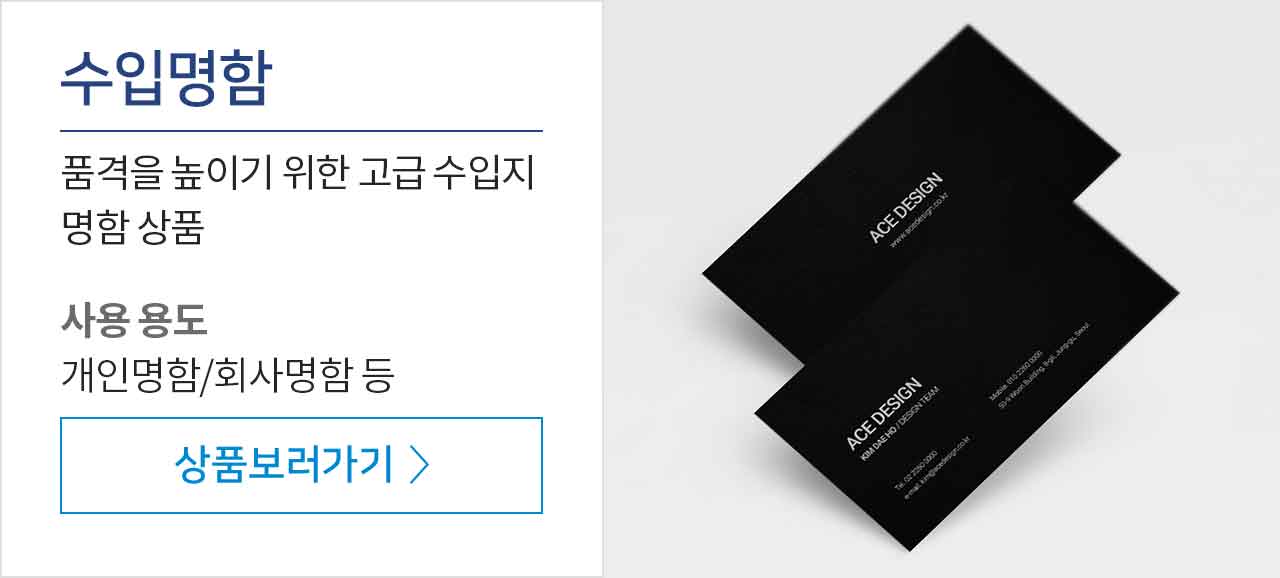 수입명함
품격을 높이기 위한 고급 수입지
명함 상품
사용 용도
개인명함/회사명함 등
상품보러가기
ACE DESIGN
www.acedesign.co.kr
ACE DESIGN
KIM DAE HO / DESIGN TEAM
Tel. 02 2260 0000
e-mail. kim@acedesign.co.kr
Mobile. 010 2260 0000